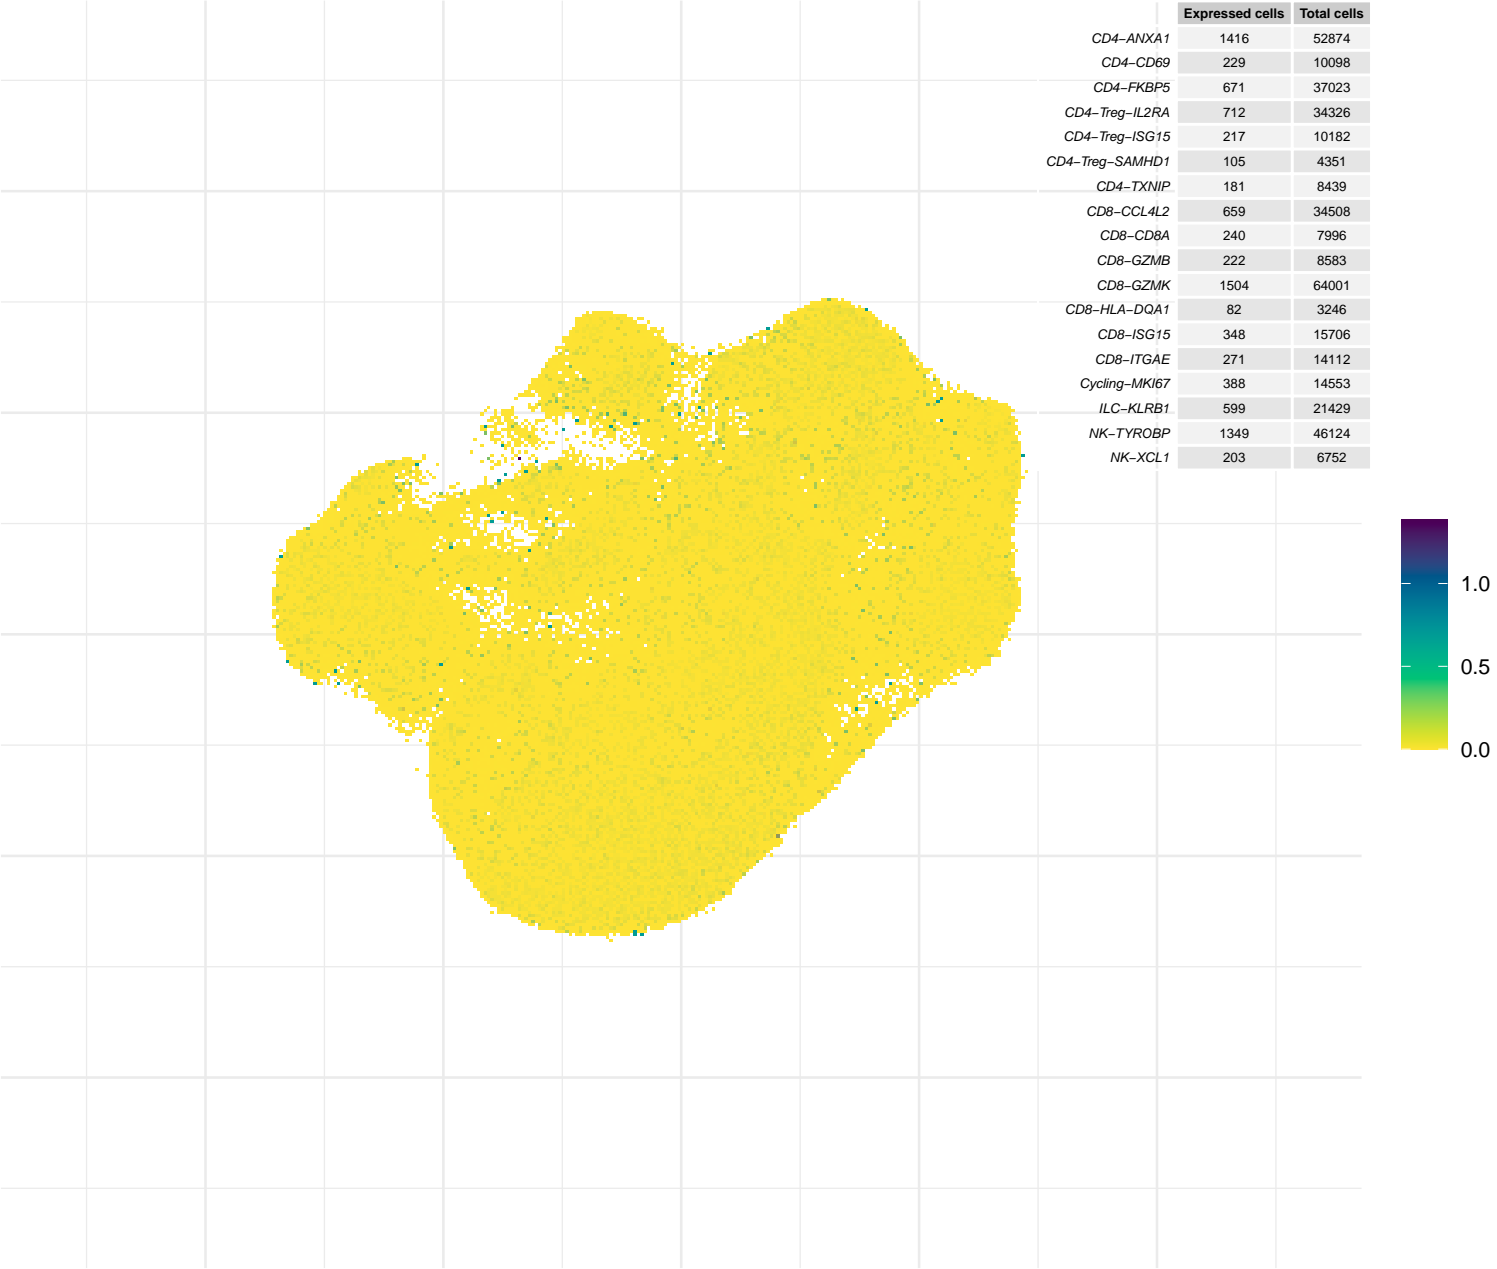 Expressed cells Total cells
CD4−ANXA1 1416 52874
CD4−CD69 229 10098
CD4−FKBP5 671 37023
CD4−Treg−IL2RA 712 34326
CD4−Treg−ISG15 217 10182
CD4−Treg−SAMHD1 105 4351
CD4−TXNIP 181 8439
CD8−CCL4L2 659 34508
CD8−CD8A 240 7996
CD8−GZMB 222 8583
CD8−GZMK 1504 64001
CD8−HLA−DQA1 82 3246
CD8−ISG15 348 15706
CD8−ITGAE 271 14112
Cycling−MKI67 388 14553
ILC−KLRB1 599 21429
NK−TYROBP 1349 46124
NK−XCL1 203 6752
1.0
0.5
0.0